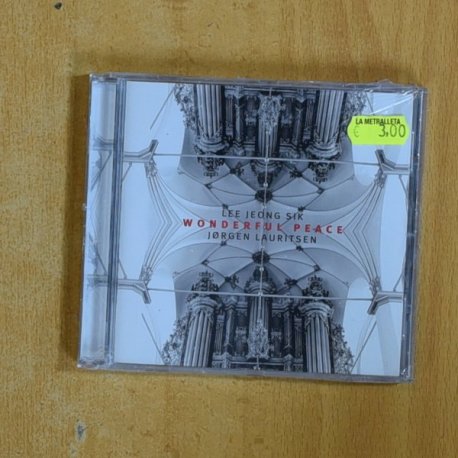 LA METRALLETA
€ 3.00
LEE JEONG SIK
WONDERFUL PEACE
JØRGEN LAURITSEN